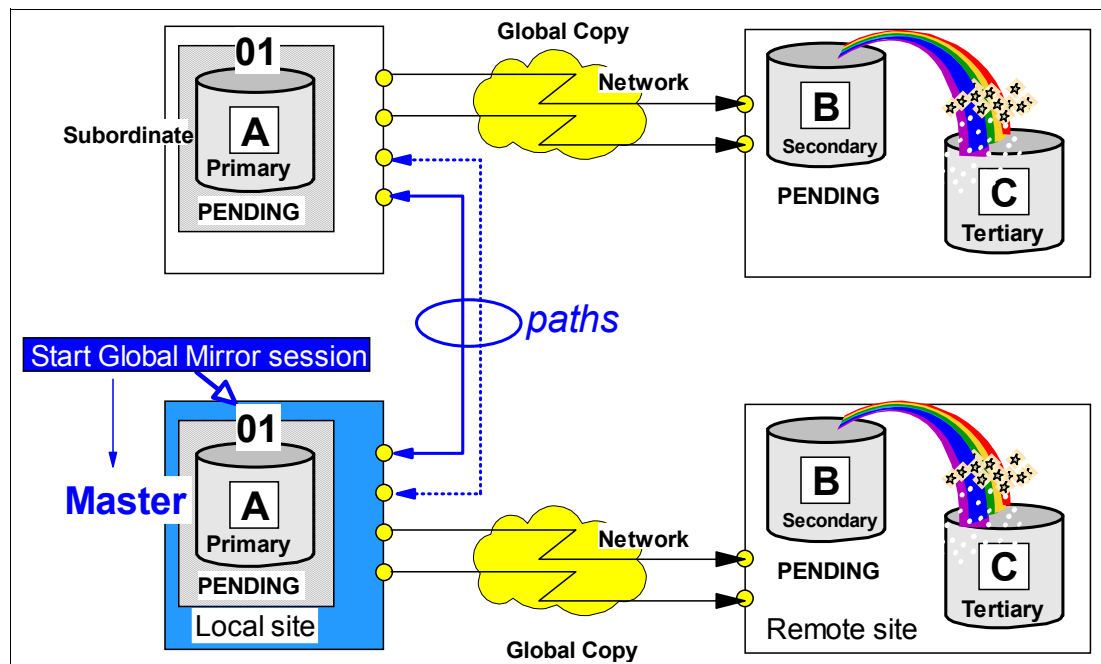 Global Copy
01
Subordinate
A
Primary
PENDING
Network
B
Secondary
PENDING
C
Tertiary
paths
Start Global Mirror session
01
Master
A
Primary
PENDING
Local site
Network
Global Copy
B
Secondary
PENDING
C
Tertiary
Remote site